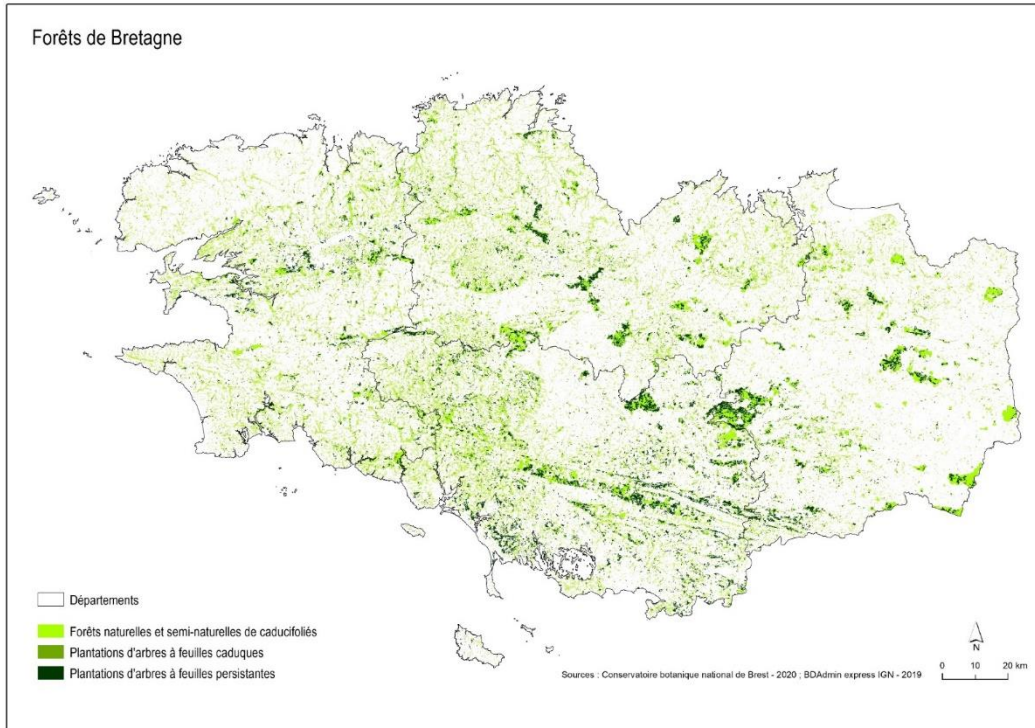 Forêts de Bretagne
Départements
Forêts naturelles et semi-naturelles de caducifoliés
Plantations d'arbres à feuilles caduques
Plantations d'arbres à feuilles persistantes
Sources : Conservatoire botanique national de Brest - 2020 ; BDAdmin express IGN - 2019
N
0 10 20 km